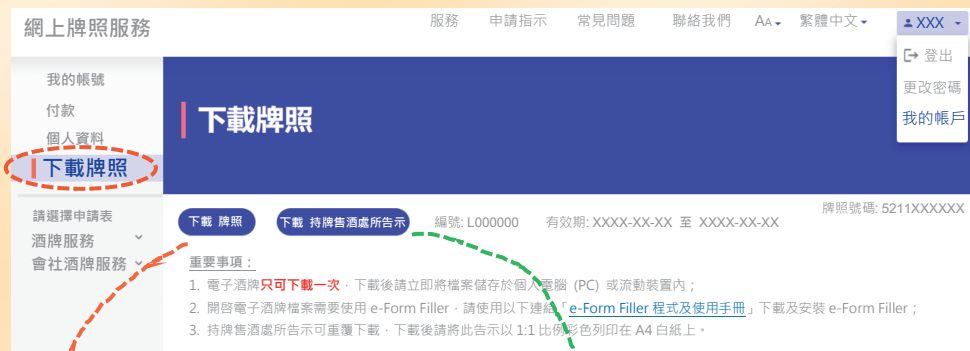 網上牌照服務
服務 申請指示 常見問題 聯絡我們 AA 繁體中文 XXX
登出
更改密碼
我的帳戶
我的帳號
付款
個人資料
下載牌照
下載牌照
請選擇申請表
酒牌服務
會社酒牌服務
下載 牌照 下載 持牌售酒處所告示 編號: L000000 有效期: XXXX-XX-XX 至 XXXX-XX-XX 牌照號碼: 5211XXXXXX
重要事項：
1. 電子酒牌只可下載一次，下載後請立即將檔案儲存於個人電腦 (PC) 或流動裝置內；
2. 開啓電子酒牌檔案需要使用 e-Form Filler，請使用以下連結「e-Form Filler 程式及使用手冊」下載及安裝 e-Form Filler；
3. 持牌售酒處所告示可重覆下載，下載後請將此告示以 1:1 比例彩色列印在 A4 白紙上。